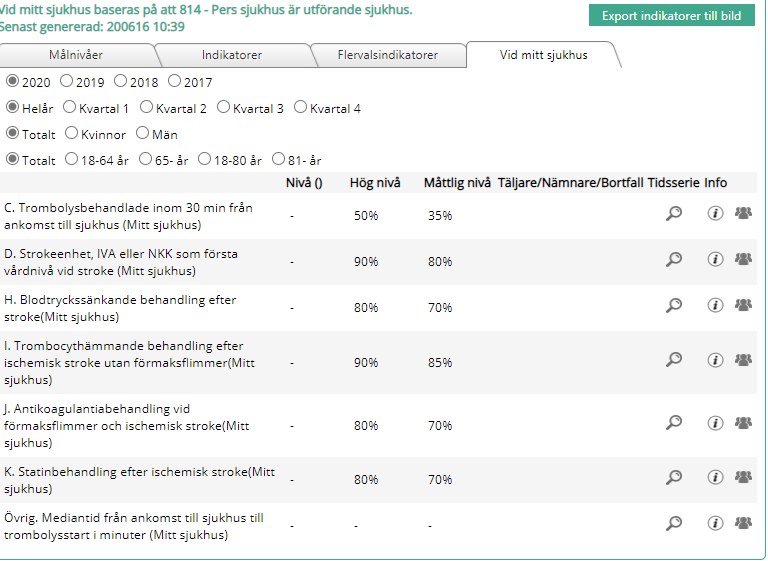 Vid mitt sjukhus baseras på att 814 - Pers sjukhus är utförande sjukhus.
Senast genererad: 200616 10:39
Export indikatorer till bild
Målnivåer Indikatorer Flervalsindikatorer Vid mitt sjukhus
2020 2019 2018 2017
Helår Kvartal 1 Kvartal 2 Kvartal 3 Kvartal 4
Totalt Kvinnor Män
Totalt 18-64 år 65- år 18-80 år 81- år
Nivå () Hög nivå Måttlig nivå Täljare/Nämnare/Bortfall Tidsserie Info
C. Trombolysbehandlade inom 30 min från
ankomst till sjukhus (Mitt sjukhus)
- 50% 35%
D. Strokeenhet, IVA eller NKK som första
vårdnivå vid stroke (Mitt sjukhus)
- 90% 80%
H. Blodtryckssänkande behandling efter
stroke(Mitt sjukhus)
- 80% 70%
I. Trombocythämmande behandling efter
ischemisk stroke utan förmaksflimmer(Mitt
sjukhus)
- 90% 85%
J. Antikoagulantiabehandling vid
förmaksflimmer och ischemisk stroke(Mitt
sjukhus)
- 80% 70%
K. Statinbehandling efter ischemisk stroke(Mitt
sjukhus)
- 80% 70%
Övrig. Mediantid från ankomst till sjukhus till
trombolysstart i minuter (Mitt sjukhus)
- - -